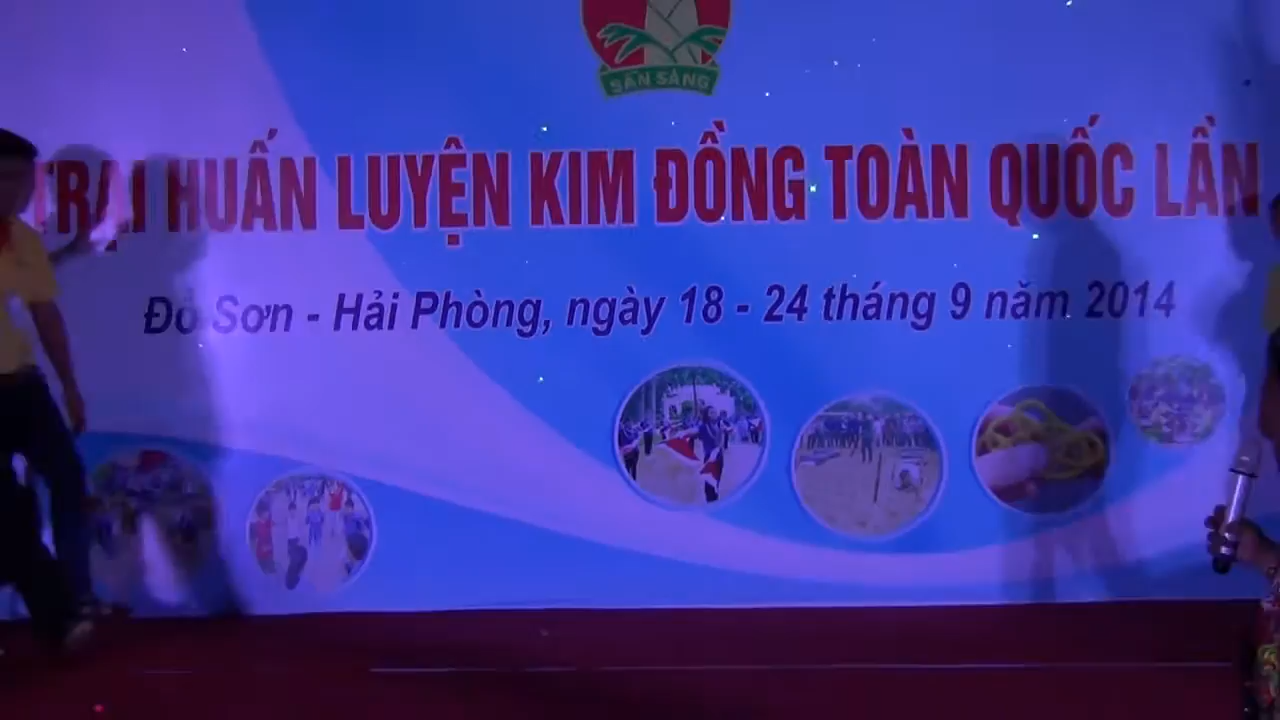 SẴN SÀNG
TRẠI HUẤN LUYỆN KIM ĐỒNG TOÀN QUỐC LẦN
Đồ Sơn - Hải Phòng, ngày 18 - 24 tháng 9 năm 2014